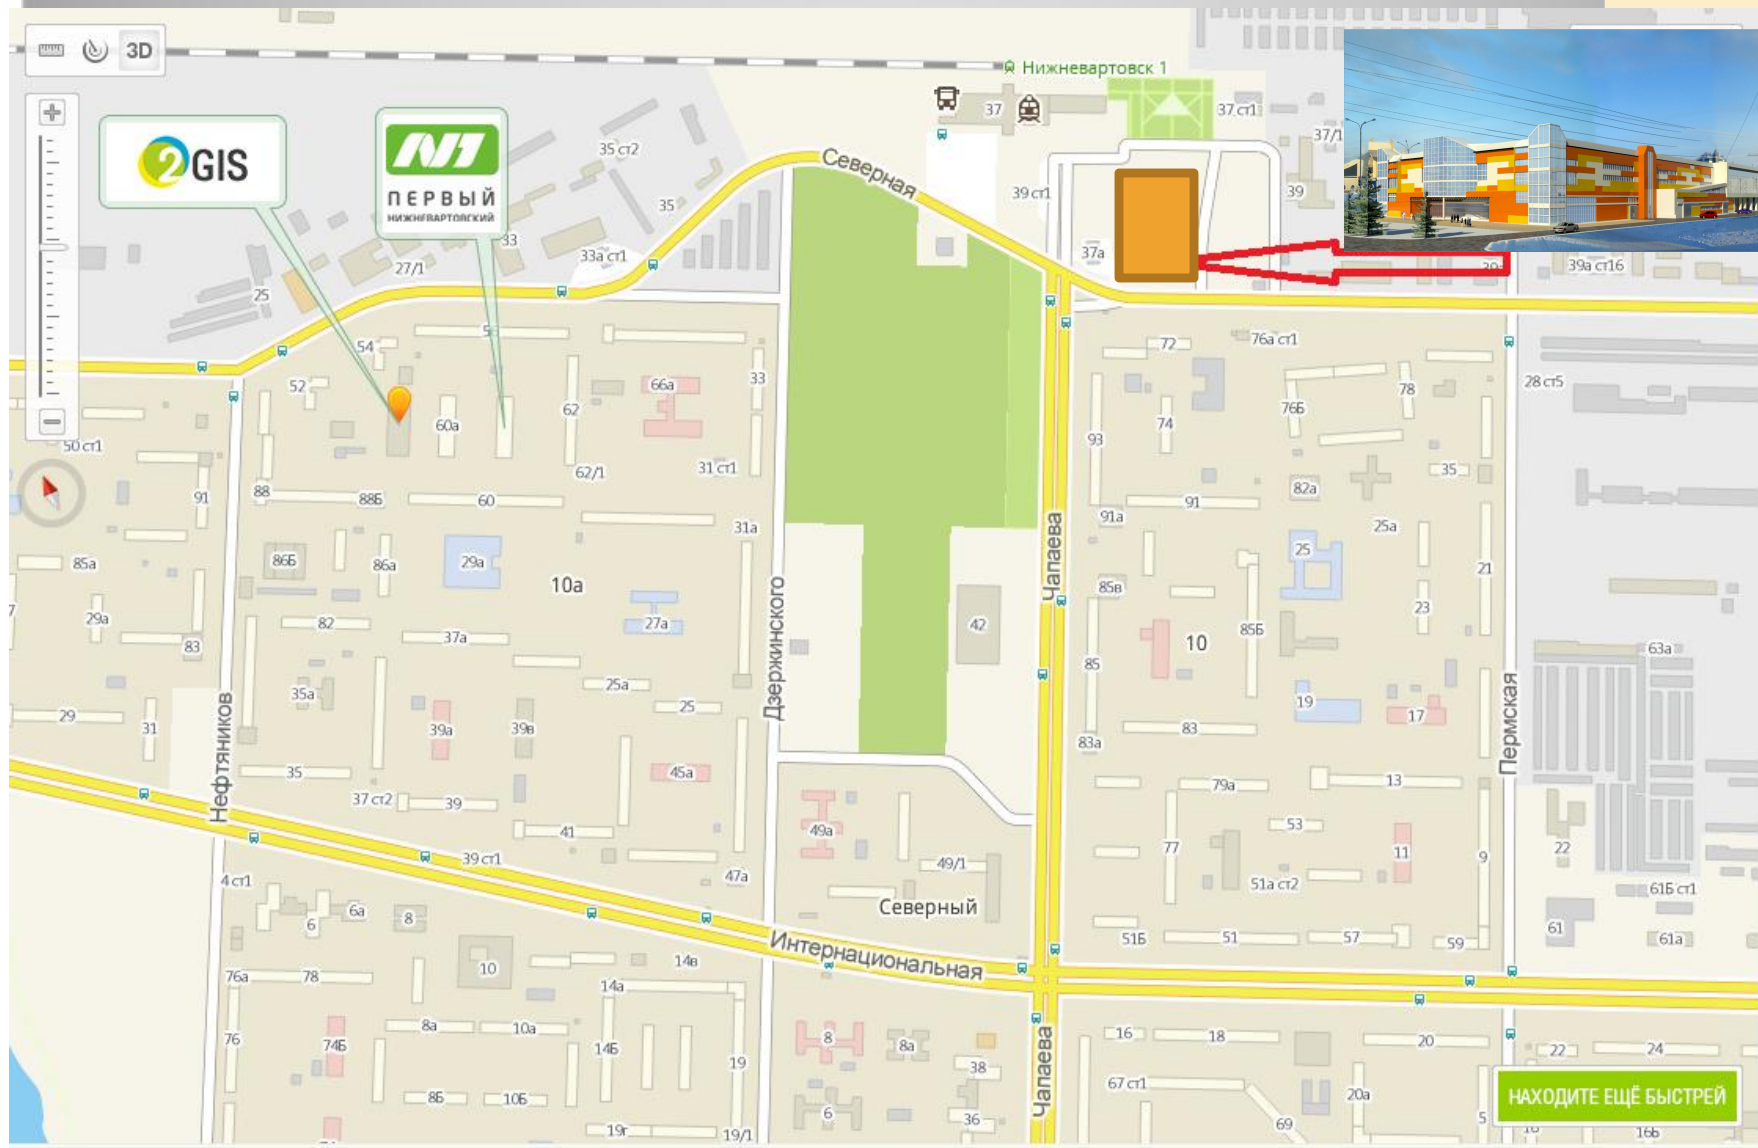 3D
Нижневартовск 1
37
37 ст1
37/1
2GIS
N1
ПЕРВЫЙ
НИЖНЕВАРТОВСКИЙ
35 ст2
Северная
39 ст1
39
35
33
33а ст1
27/1
25
37а
39а ст16
54
52
72
76а ст1
28 ст5
66а
33
78
62
60а
76Б
74
93
50 ст1
62/1
31 ст1
35
91
88
88Б
60
82а
91
91а
25а
31а
Чапаева
86Б
86а
29а
10а
85а
25
21
85в
Дзержинского
29а
82
37а
27а
42
23
85Б
10
83
63а
85
25а
35а
25
19
17
Нефтяников
Пермская
29
31
39а
39в
83
83а
35
45а
79а
13
37 ст2
39
41
49а
53
77
11
22
9
39 ст1
49/1
47а
4 ст1
51а ст2
61Б ст1
Северный
6а
6
8
61
51Б
51
57
59
61а
Интернациональная
10
14в
76а
78
14а
8а
10а
76
74Б
14Б
19
8
8а
38
16
18
20
22
24
Чапаева
67 ст1
20а
НАХОДИТЕ ЕЩЁ БЫСТРЕЙ
8Б
10Б
6
36
69
5
19г
19/1
16Б